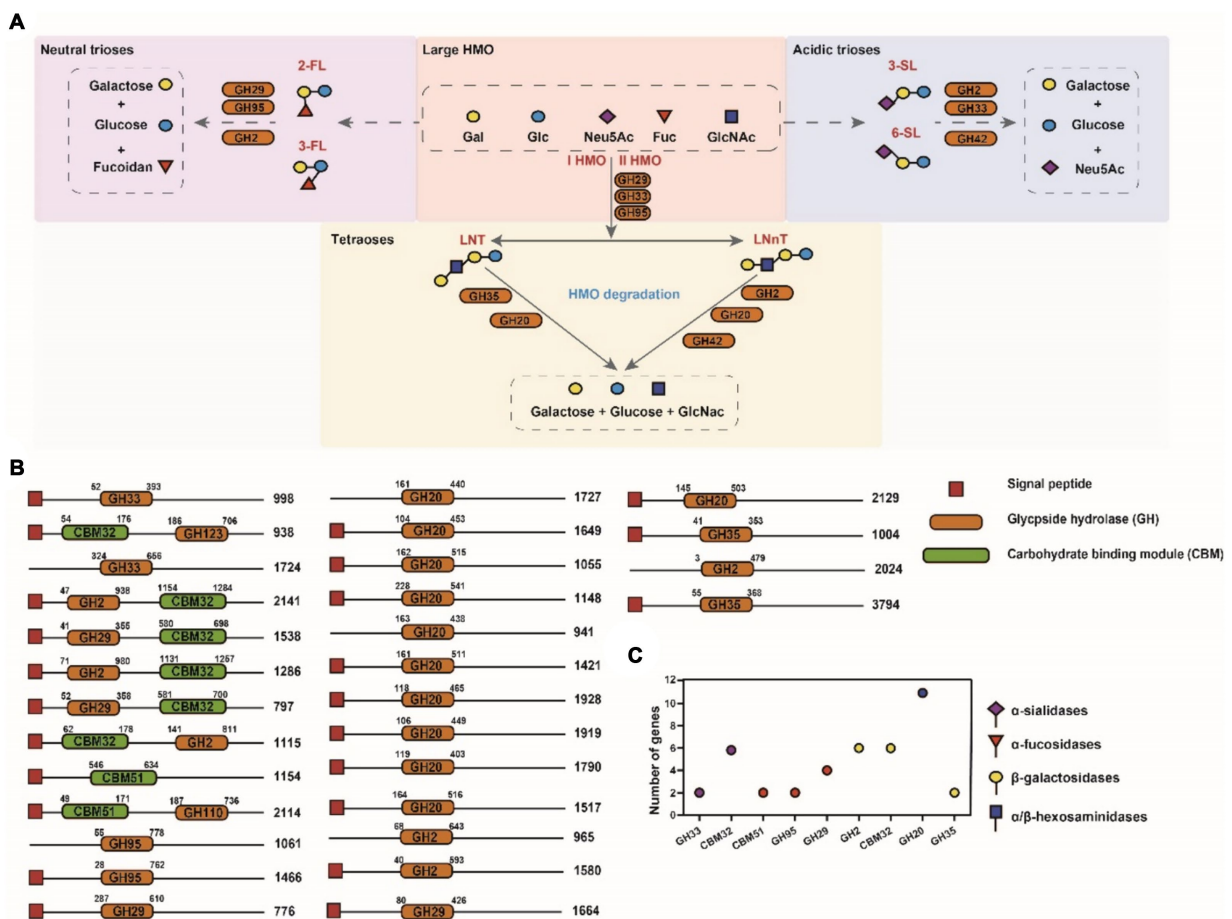 A
Neutral trioses
Large HMO
Acidic trioses
Galactose
+
Glucose
+
Fucoidan
GH29
GH95
GH2
2-FL
3-FL
Gal Glc Neu5Ac Fuc GlcNAc
I HMO II HMO
GH29
GH33
GH95
3-SL
6-SL
GH2
GH33
GH42
Galactose
+
Glucose
+
Neu5Ac
Tetraoses
LNT
LNnT
HMO degradation
GH35
GH20
GH2
GH20
GH42
Galactose + Glucose + GlcNac
B
52 393
GH33 998
54 176 186 706
CBM32 GH123 938
324 656
GH33 1724
47 938 1154 1284
GH2 CBM32 2141
41 355 580 698
GH29 CBM32 1538
71 980 1131 1257
GH2 CBM32 1286
52 358 581 700
GH29 CBM32 797
62 178 141 811
CBM32 GH2 1115
546 634
CBM51 1154
49 171 187 736
CBM51 GH110 2114
55 778
GH95 1061
28 762
GH95 1466
287 610
GH29 776
161 440
GH20 1727
104 453
GH20 1649
162 515
GH20 1055
228 541
GH20 1148
163 438
GH20 941
161 511
GH20 1421
118 465
GH20 1928
106 449
GH20 1919
119 403
GH20 1790
164 516
GH20 1517
68 643
GH2 965
40 593
GH2 1580
80 426
GH29 1664
145 503
GH20 2129
41 353
GH35 1004
3 479
GH2 2024
55 368
GH35 3794
Signal peptide
Glycpside hydrolase (GH)
Carbohydrate binding module (CBM)
C
Number of genes
12
10
8
6
4
2
0
GH33 CBM32 CBM51 GH95 GH29 GH2 CBM32 GH20 GH35
α-sialidases
α-fucosidases
β-galactosidases
α/β-hexosaminidases